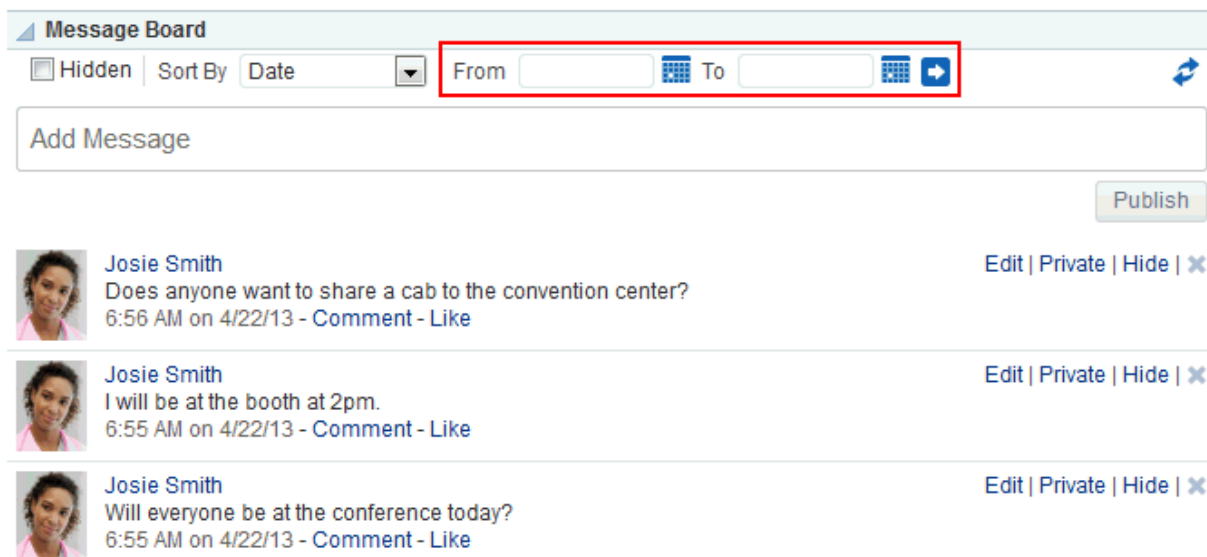 Message Board
Hidden Sort By Date From To
Add Message
Publish
Josie Smith Edit | Private | Hide |
Does anyone want to share a cab to the convention center?
6:56 AM on 4/22/13 - Comment - Like
Josie Smith Edit | Private | Hide |
I will be at the booth at 2pm.
6:55 AM on 4/22/13 - Comment - Like
Josie Smith Edit | Private | Hide |
Will everyone be at the conference today?
6:55 AM on 4/22/13 - Comment - Like